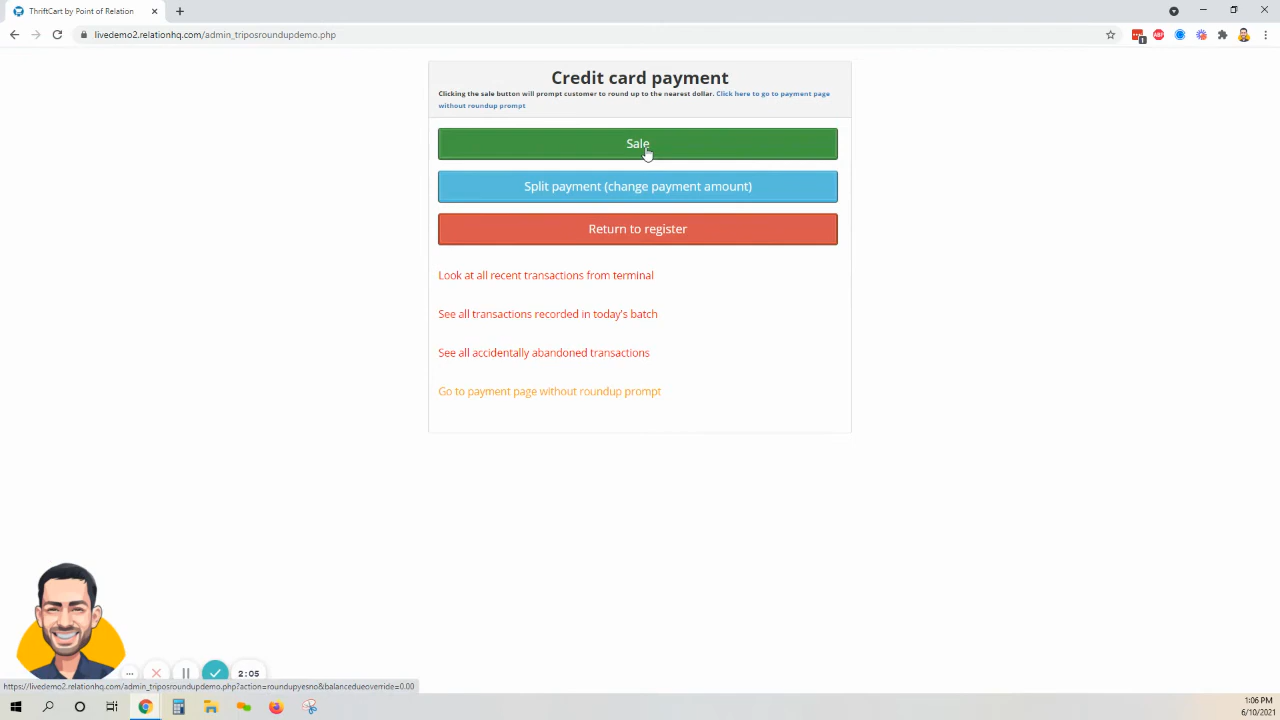 ThriftCart by Point of Relation
livedemo2.relationhq.com/admin_triposroundupdemo.php
1
ABP
Credit card payment
Clicking the sale button will prompt customer to round up to the nearest dollar. Click here to go to payment page
without roundup prompt
Sale
Split payment (change payment amount)
Return to register
Look at all recent transactions from terminal
See all transactions recorded in today's batch
See all accidentally abandoned transactions
Go to payment page without roundup prompt
2:05
https://livedemo2.relationhq.com/admin_triposroundupdemo.php?action=roundupyesno&balancedueoverride=0.00
1:06 PM
6/10/2021